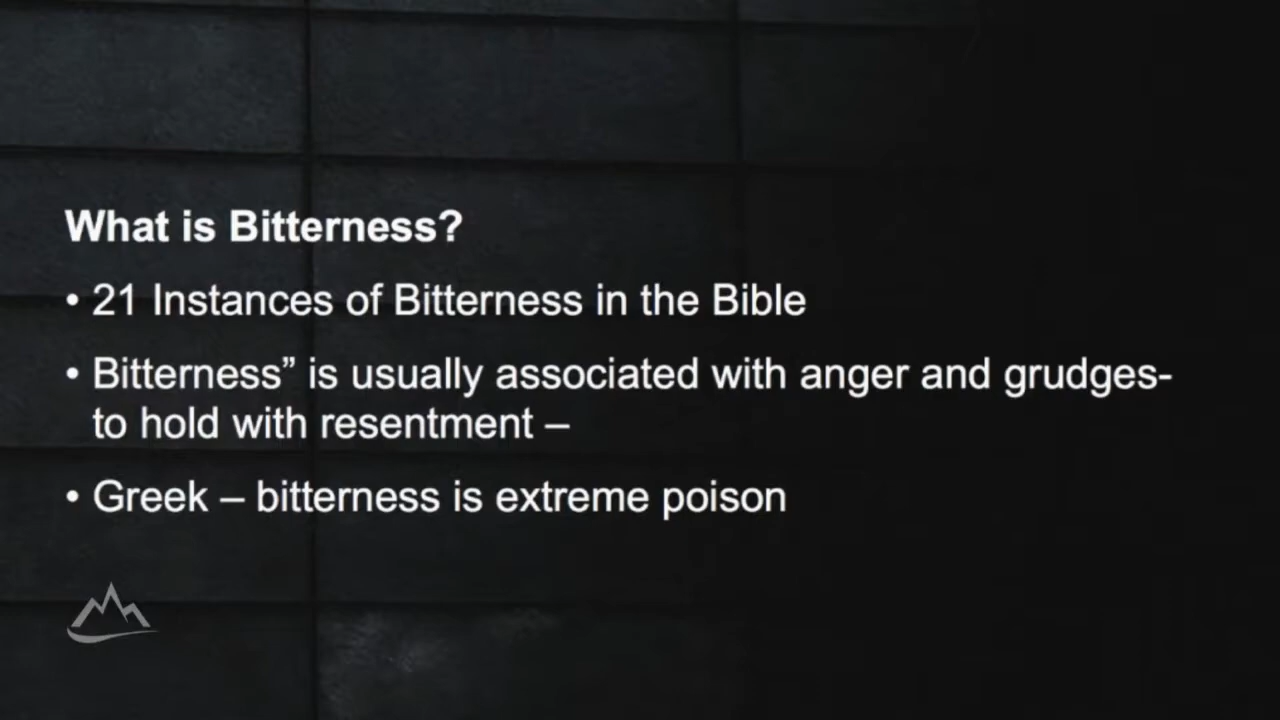 What is Bitterness?
• 21 Instances of Bitterness in the Bible
• Bitterness” is usually associated with anger and grudges-
to hold with resentment –
• Greek – bitterness is extreme poison